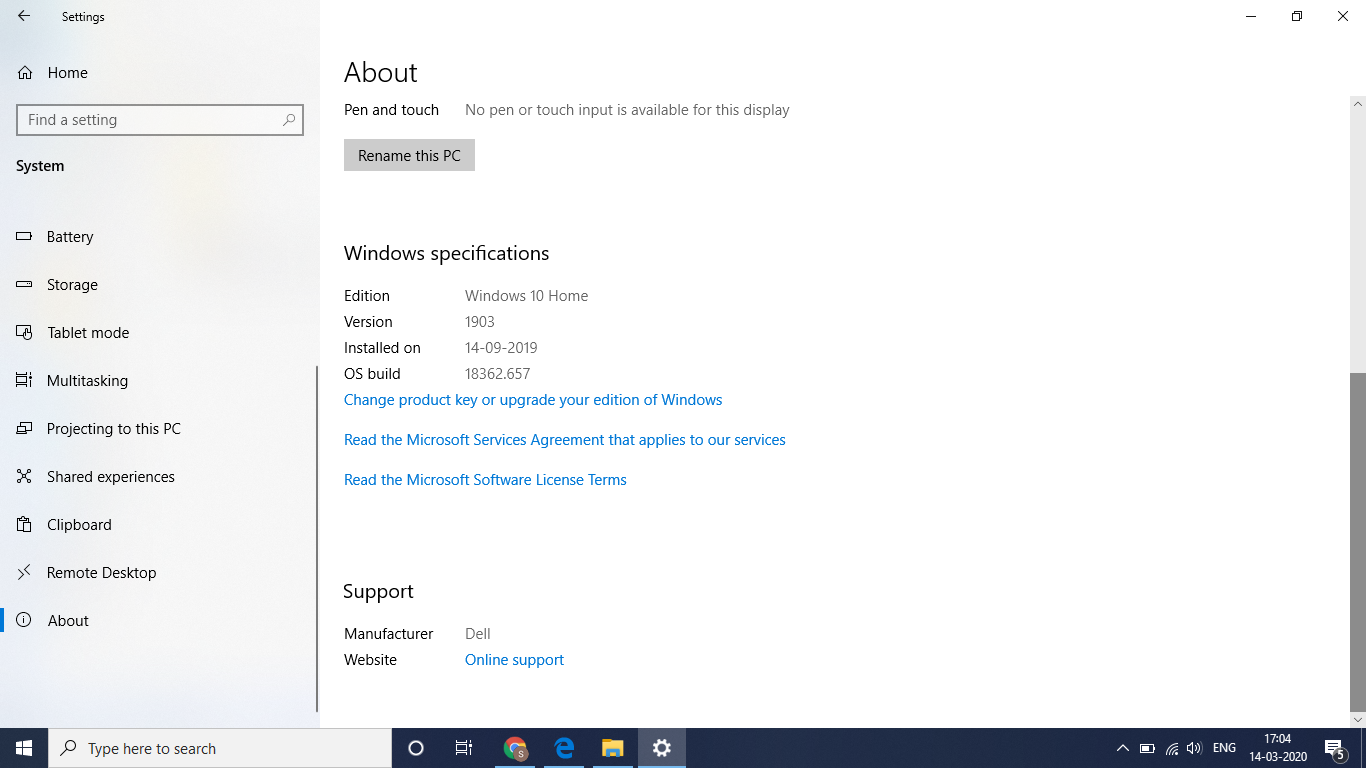 Settings
Home
Find a setting
System
Battery
Storage
Tablet mode
Multitasking
Projecting to this PC
Shared experiences
Clipboard
Remote Desktop
About
About
Pen and touch No pen or touch input is available for this display
Rename this PC
Windows specifications
Edition Windows 10 Home
Version 1903
Installed on 14-09-2019
OS build 18362.657
Change product key or upgrade your edition of Windows
Read the Microsoft Services Agreement that applies to our services
Read the Microsoft Software License Terms
Support
Manufacturer Dell
Website Online support
Type here to search
S
ENG
17:04
14-03-2020
5